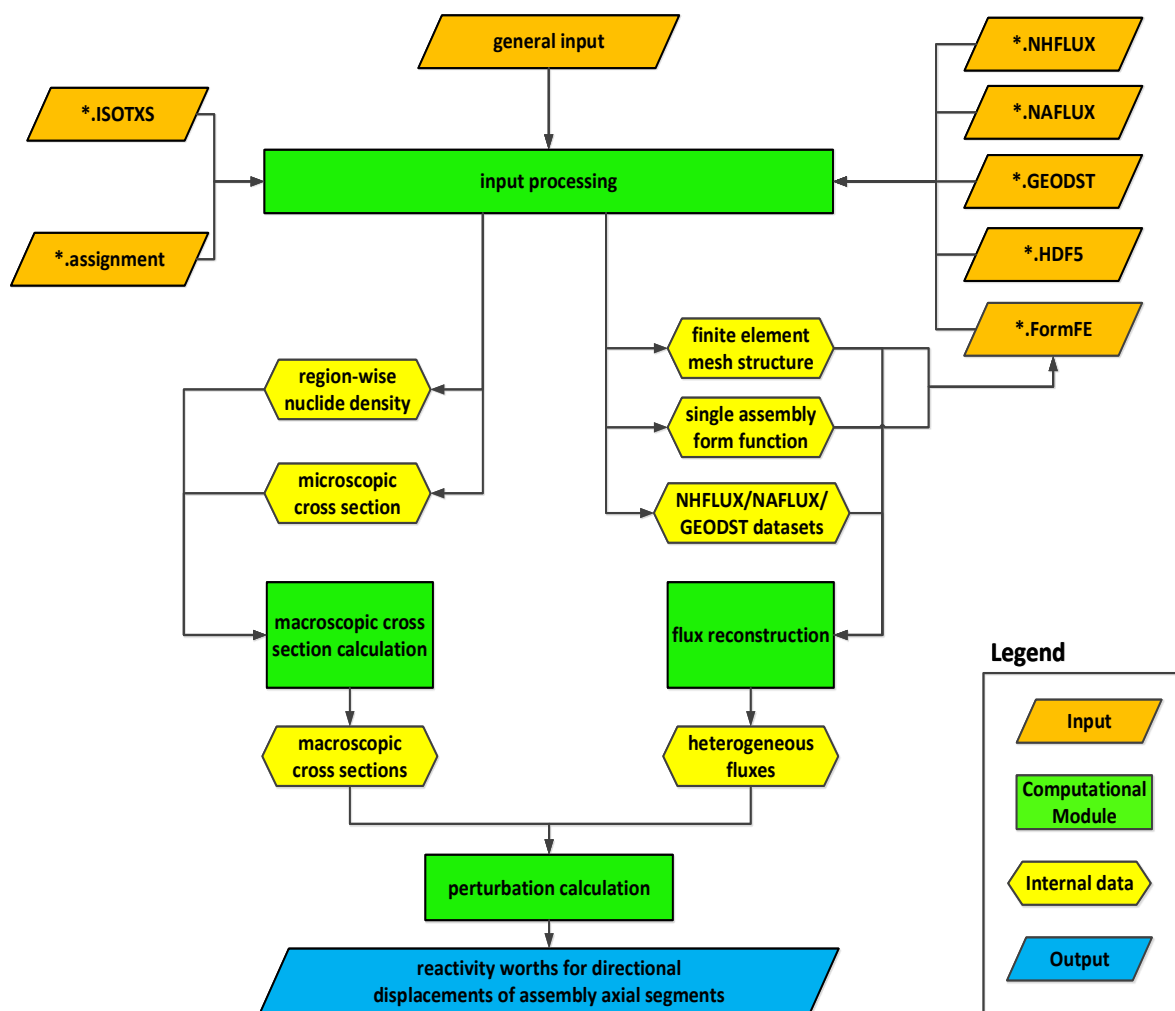 general input
*.NHFLUX
*.ISOTXS
*.NAFLUX
input processing
*.GEODST
*.assignment
*.HDF5
*.FormFE
finite element
mesh structure
region-wise
nuclide density
single assembly
form function
microscopic
cross section
NHFLUX/NAFLUX/
GEODST datasets
macroscopic cross
section calculation
flux reconstruction
macroscopic
cross sections
heterogeneous
fluxes
perturbation calculation
reactivity worths for directional
displacements of assembly axial segments
Legend
Input
Computational
Module
Internal data
Output